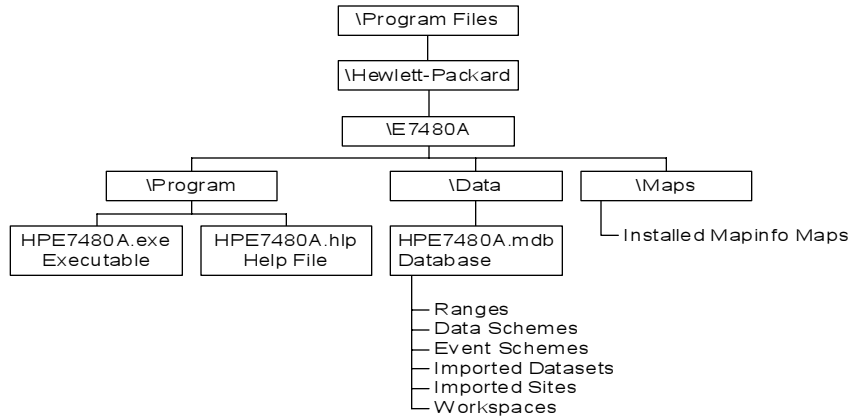 \Program Files
\Hewlett-Packard
\E7480A
\Program
\Data
\Maps
HPE7480A.exe
Executable
HPE7480A.hlp
Help File
HPE7480A.mdb
Database
Installed Mapinfo Maps
Ranges
Data Schemes
Event Schemes
Imported Datasets
Imported Sites
Workspaces